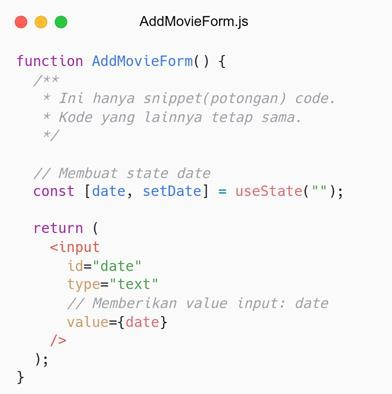 AddMovieForm.js
function AddMovieForm() {
  /**
   * Ini hanya snippet(potongan) code.
   * Kode yang lainnya tetap sama.
   */
  // Membuat state date
  const [date, setDate] = useState("");
  return (
    <input
      id="date"
      type="text"
      // Memberikan value input: date
      value={date}
    />
  );
}